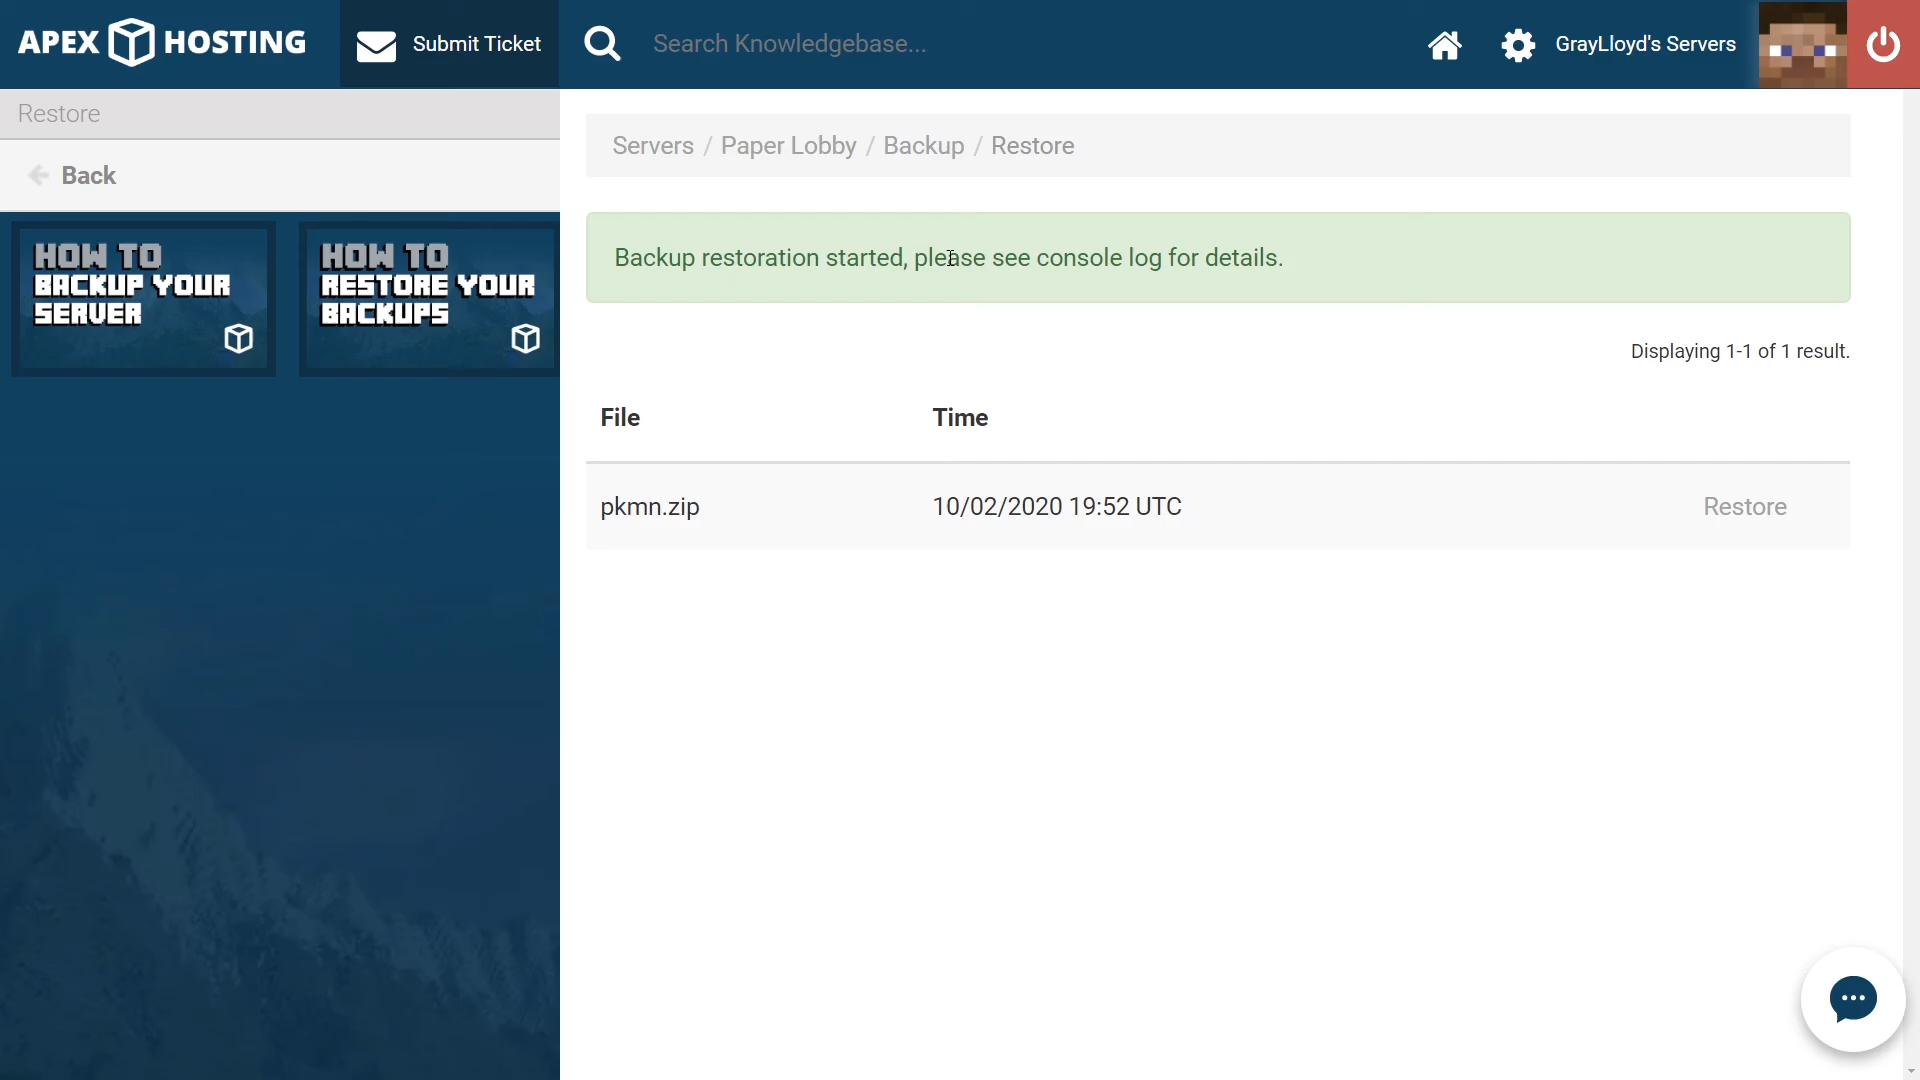 APEX HOSTING
Submit Ticket
Search Knowledgebase...
GrayLloyd's Servers
Restore
Back
HOW TO
BACKUP YOUR
SERVER
HOW TO
RESTORE YOUR
BACKUPS
Servers / Paper Lobby / Backup / Restore
Backup restoration started, please see console log for details.
Displaying 1-1 of 1 result.
File Time
pkmn.zip 10/02/2020 19:52 UTC Restore